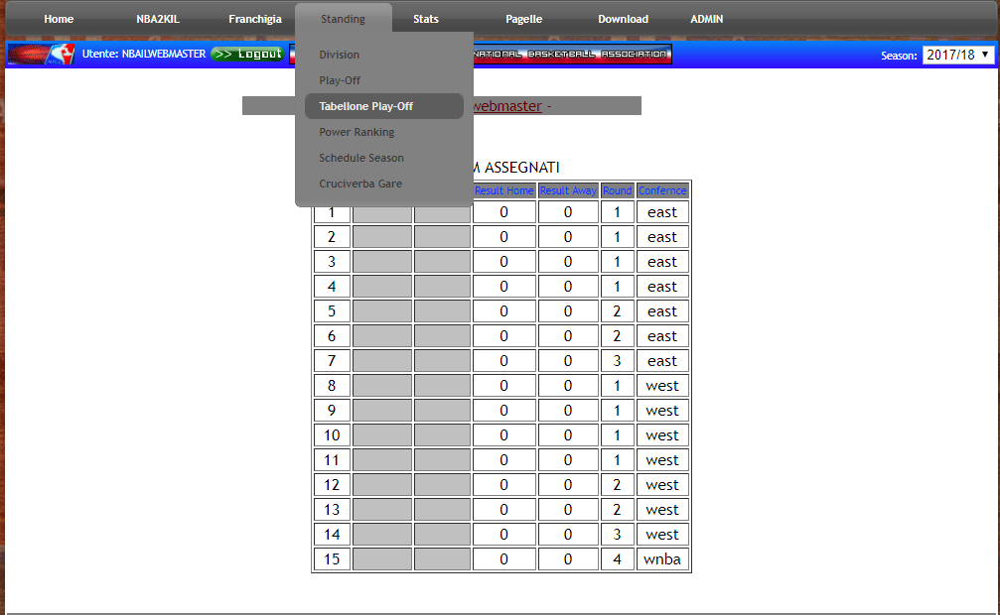 Home NBA2KIL Franchigia Standing Stats Pagelle Download ADMIN
Utente: NBAILWEBMASTER >> Logout NATIONAL BASKETBALL ASSOCIATION Season: 2017/18
Division
Play-Off
Tabellone Play-Off
Power Ranking
Schedule Season
Cruciverba Gare
webmaster -
ASSEGNATI
Result Home Result Away Round Confernce
1 0 0 1 east
2 0 0 1 east
3 0 0 1 east
4 0 0 1 east
5 0 0 2 east
6 0 0 2 east
7 0 0 3 east
8 0 0 1 west
9 0 0 1 west
10 0 0 1 west
11 0 0 1 west
12 0 0 2 west
13 0 0 2 west
14 0 0 3 west
15 0 0 4 wnba